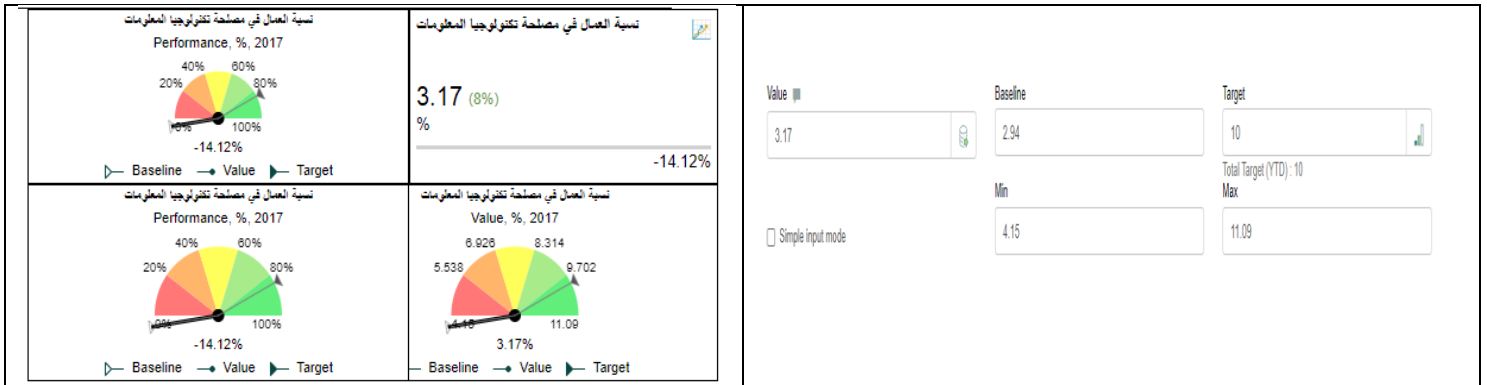 نسبة العمال في مصلحة تكنولوجيا المعلومات
Performance, %, 2017
40% 60%
20% 80%
0% 100%
-14.12%
Baseline Value Target
نسبة العمال في مصلحة تكنولوجيا المعلومات
3.17 (8%)
%
-14.12%
نسبة العمال في مصلحة تكنولوجيا المعلومات
Performance, %, 2017
40% 60%
20% 80%
0% 100%
-14.12%
Baseline Value Target
نسبة العمال في مصلحة تكنولوجيا المعلومات
Value, %, 2017
6.926 8.314
5.538 9.702
11.09
3.17%
Baseline Value Target
Value Baseline Target
3.17 2.94 10
Total Target (YTD) : 10
Min Max
Simple input mode 4.15 11.09